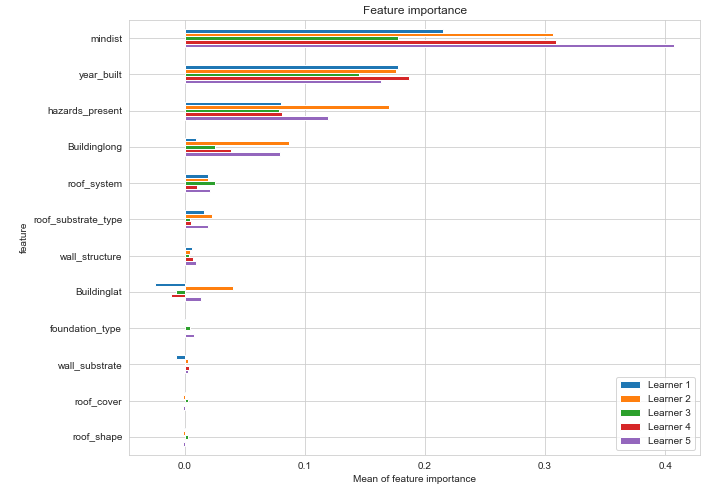 Feature importance
mindist
year_built
hazards_present
Buildinglong
roof_system
roof_substrate_type
wall_structure
Buildinglat
foundation_type
wall_substrate
roof_cover
roof_shape
feature
Learner 1
Learner 2
Learner 3
Learner 4
Learner 5
0.0 0.1 0.2 0.3 0.4
Mean of feature importance